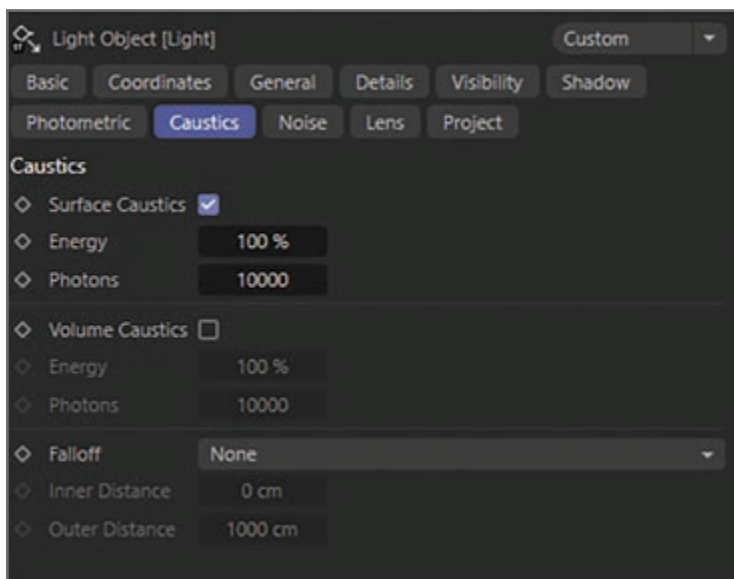 Light Object [Light] Custom
Basic Coordinates General Details Visibility Shadow
Photometric Caustics Noise Lens Project
Caustics
Surface Caustics
Energy 100 %
Photons 10000
Volume Caustics
Energy 100 %
Photons 10000
Falloff None
Inner Distance 0 cm
Outer Distance 1000 cm